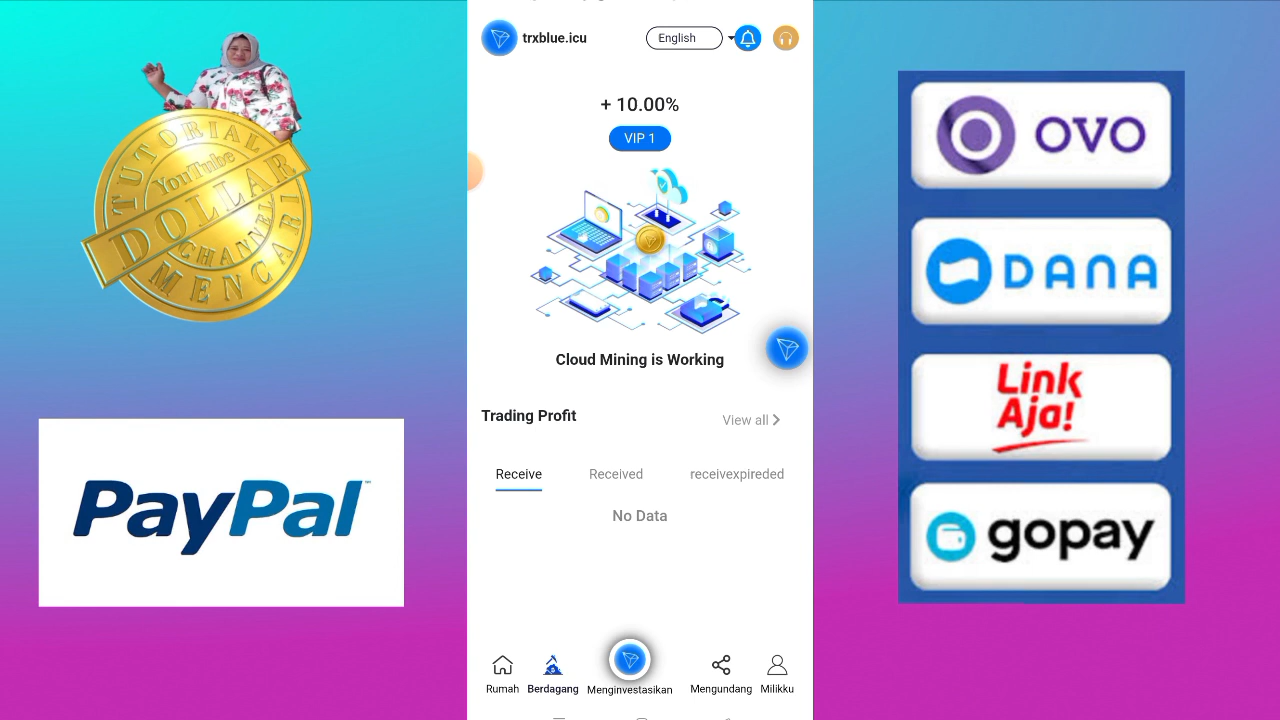 TUTORIAL
YouTube
DOLLAR
CHANNEL
MENCARI
PayPal
™
trxblue.icu
English
+ 10.00%
VIP 1
Cloud Mining is Working
Trading Profit
View all
Receive
Received
receivexpireded
No Data
Rumah
Berdagang
Menginvestasikan
Mengundang
Milikku
OVO
DANA
Link
Aja!
gopay